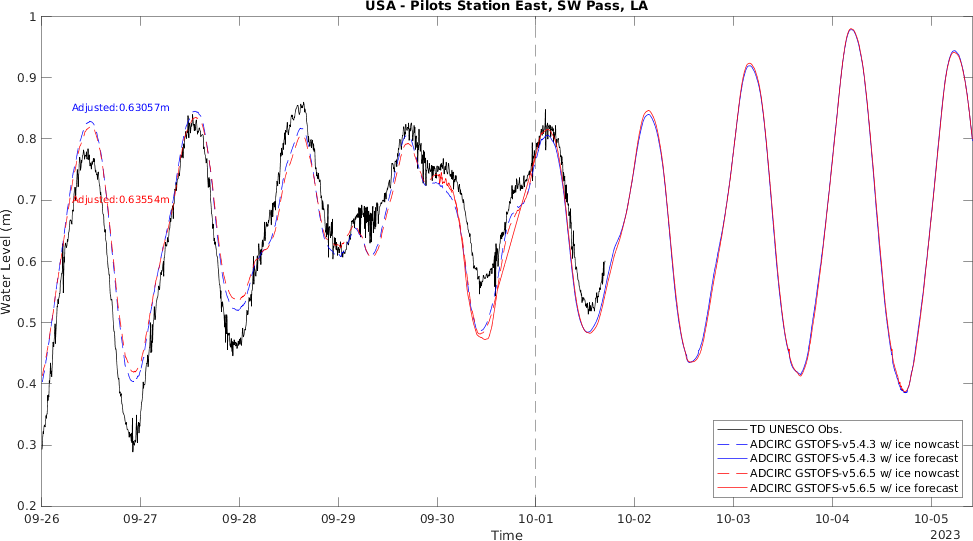 USA - Pilots Station East, SW Pass, LA
1
0.9
0.8
0.7
0.6
0.5
0.4
0.3
0.2
Water Level (m)
Adjusted:0.63057m
Adjusted:0.63554m
TD UNESCO Obs.
ADCIRC GSTOFS-v5.4.3 w/ ice nowcast
ADCIRC GSTOFS-v5.4.3 w/ ice forecast
ADCIRC GSTOFS-v5.6.5 w/ ice nowcast
ADCIRC GSTOFS-v5.6.5 w/ ice forecast
09-26 09-27 09-28 09-29 09-30 10-01 10-02 10-03 10-04 10-05
Time
2023